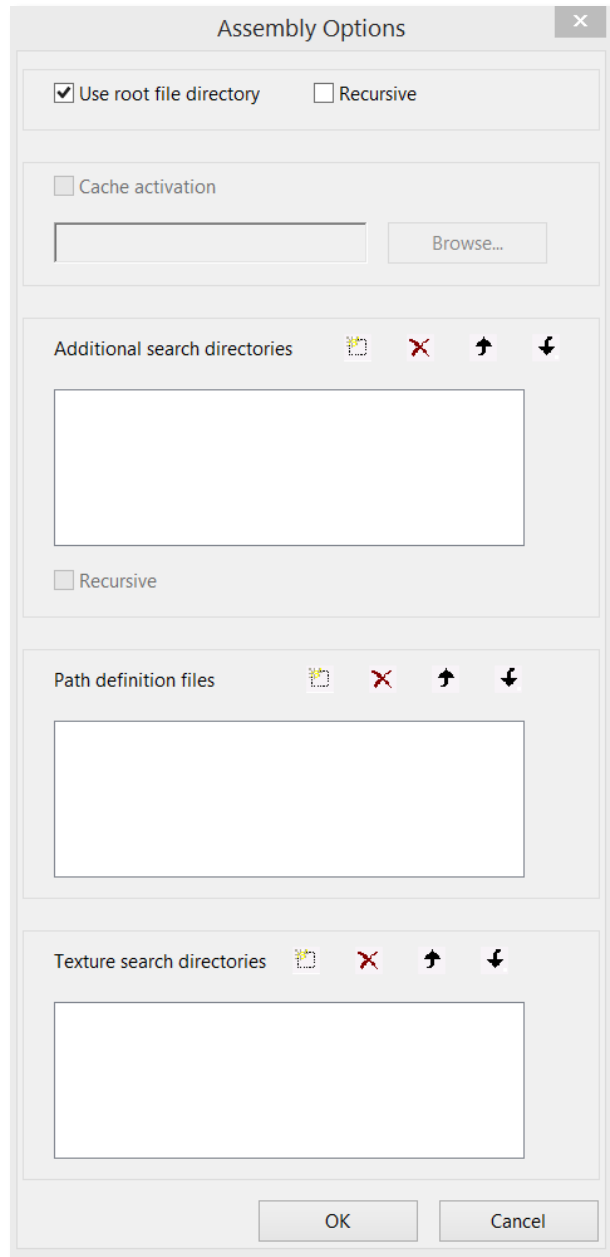 Assembly Options
Use root file directory Recursive
Cache activation
Browse...
Additional search directories
Recursive
Path definition files
Texture search directories
OK Cancel